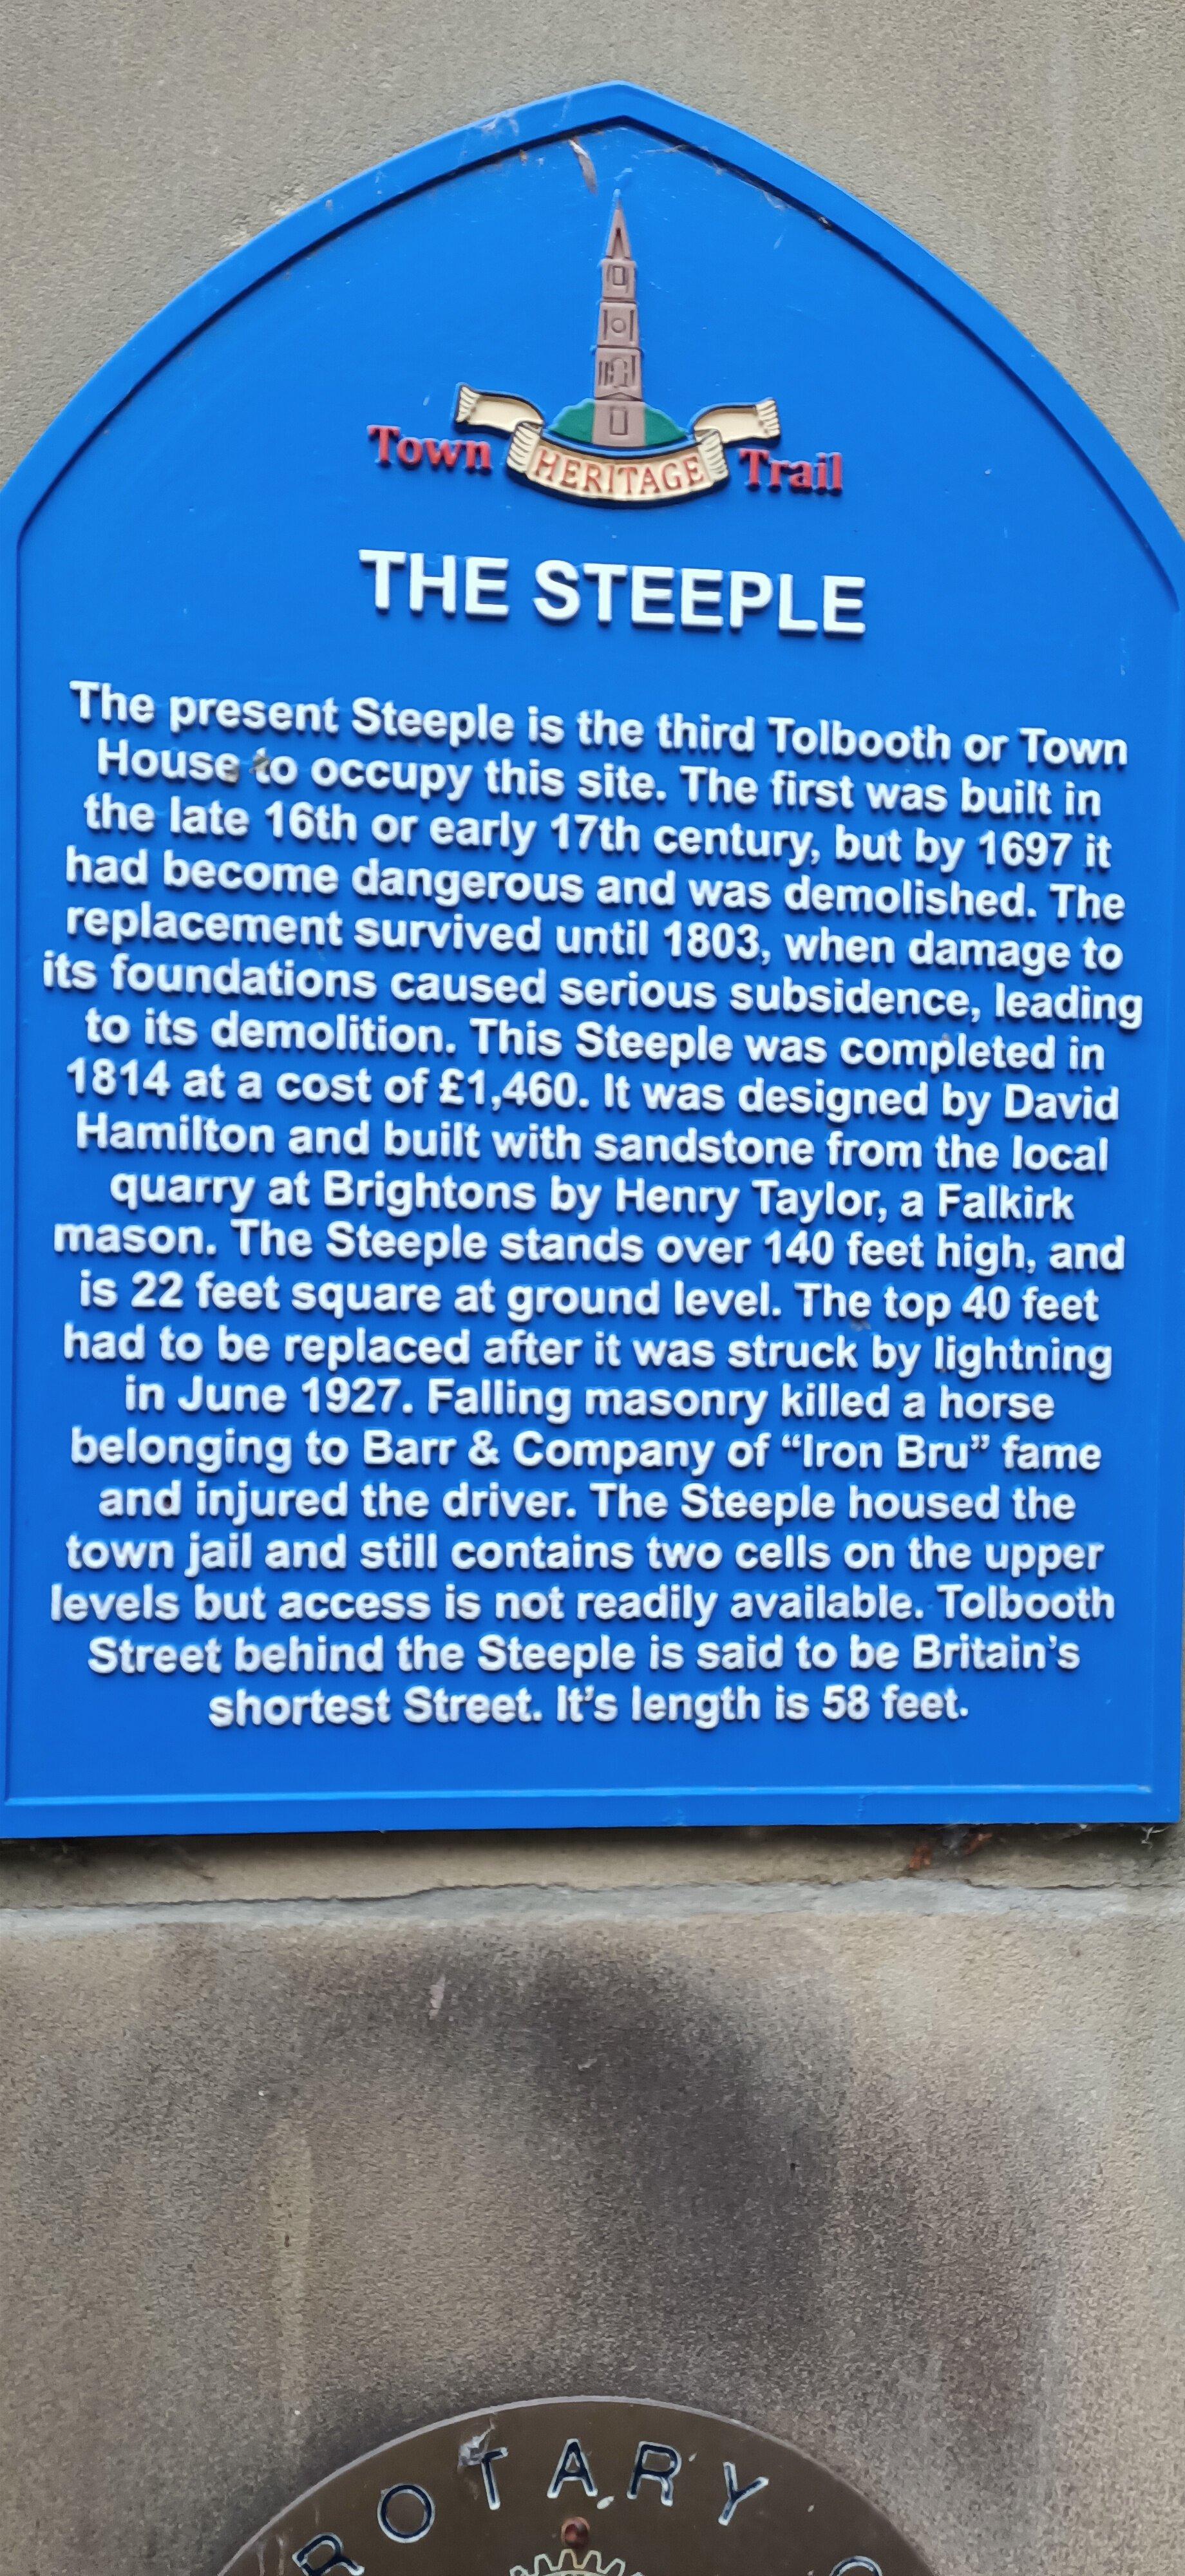 Town HERITAGE Trail
THE STEEPLE
The present Steeple is the third Tolbooth or Town
House to occupy this site. The first was built in
the late 16th or early 17th century, but by 1697 it
had become dangerous and was demolished. The
replacement survived until 1803, when damage to
its foundations caused serious subsidence, leading
to its demolition. This Steeple was completed in
1814 at a cost of £1,460. It was designed by David
Hamilton and built with sandstone from the local
quarry at Brightons by Henry Taylor, a Falkirk
mason. The Steeple stands over 140 feet high, and
is 22 feet square at ground level. The top 40 feet
had to be replaced after it was struck by lightning
in June 1927. Falling masonry killed a horse
belonging to Barr & Company of “Iron Bru” fame
and injured the driver. The Steeple housed the
town jail and still contains two cells on the upper
levels but access is not readily available. Tolbooth
Street behind the Steeple is said to be Britain’s
shortest Street. It’s length is 58 feet.
ROTARY